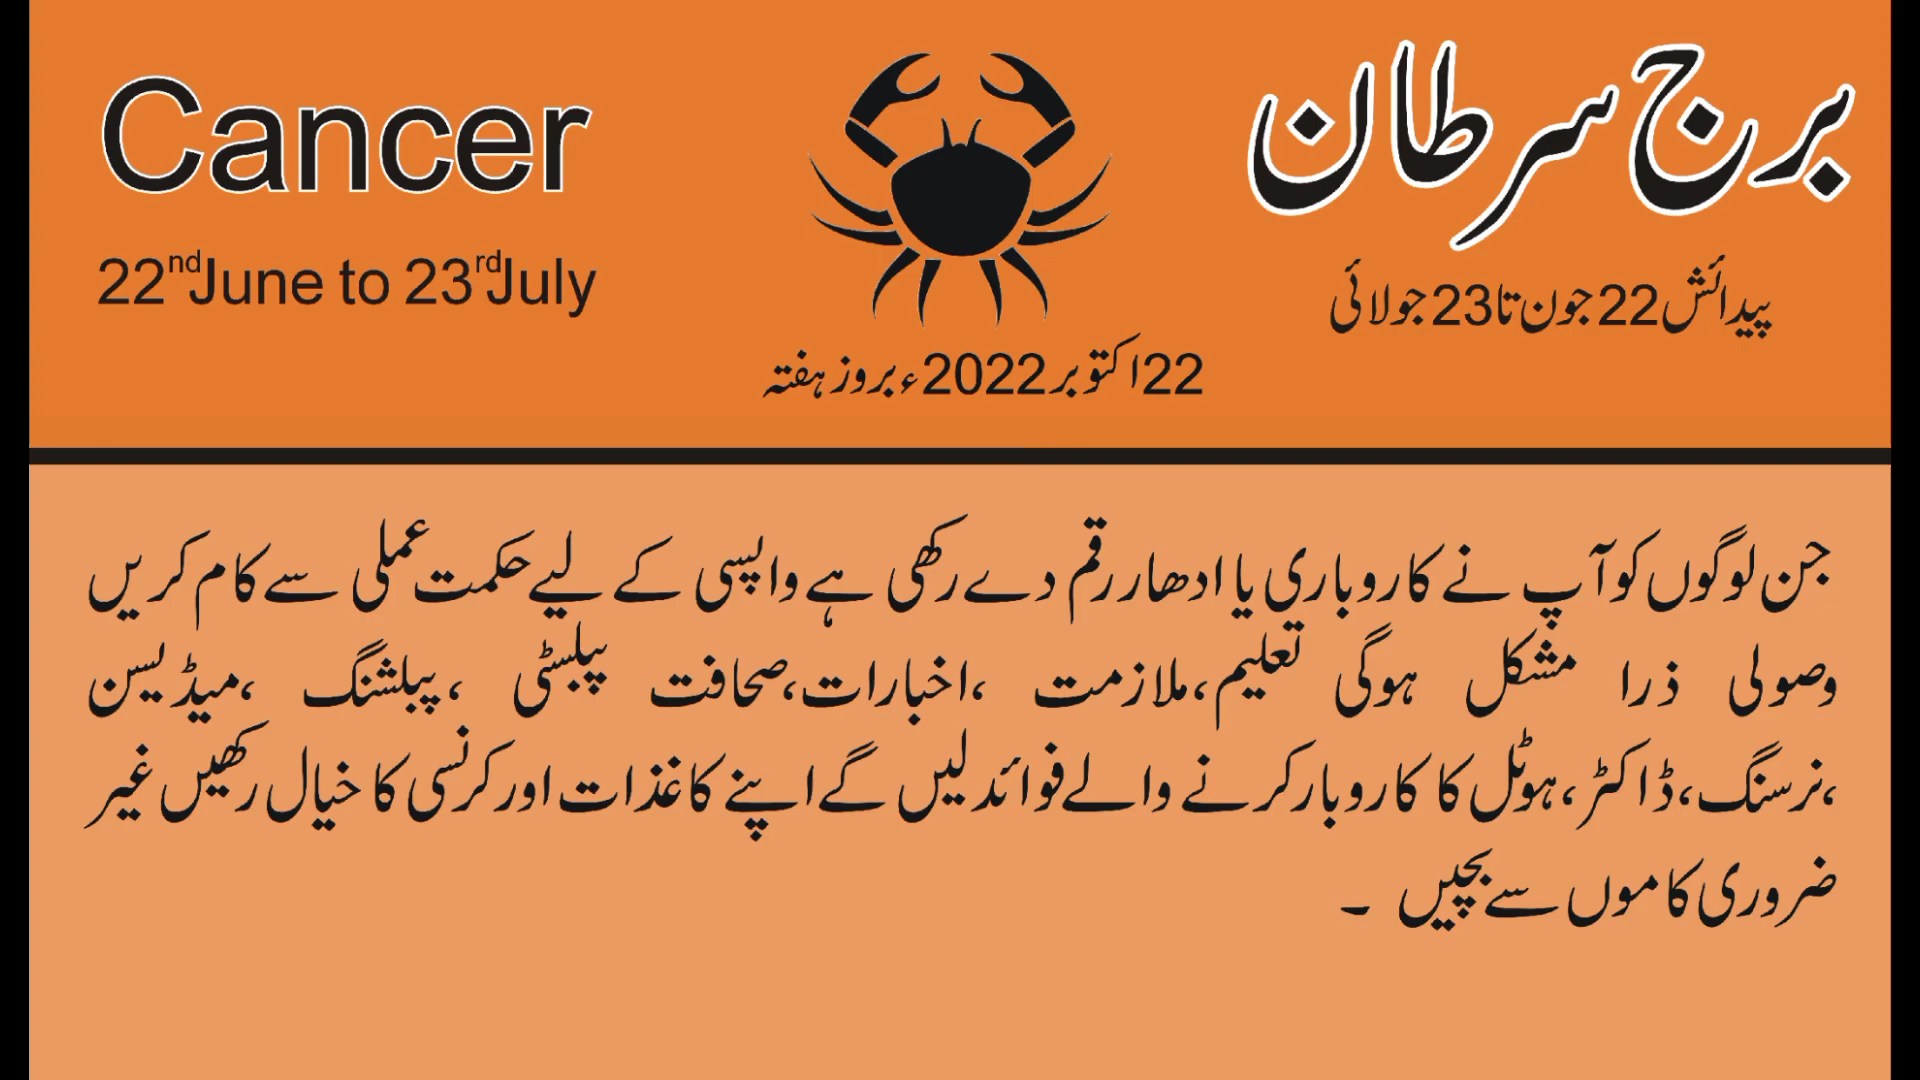 Cancer
برج سرطان
22nd June to 23rd July
پیدائش 22 جون تا 23 جولائی
22 اکتوبر 2022ء بروز ہفتہ
جن لوگوں کو آپ نے کاروباری یا ادھار رقم دے رکھی ہے واپسی کے لیے حکمت عملی سے کام کریں
وصولی ذرا مشکل ہوگی تعلیم، ملازمت ،اخبارات، صحافت پبلسٹی ،پبلشنگ ،میڈیسن
،نرسنگ، ڈاکٹر، ہوٹل کا کاروبار کرنے والے فوائد لیں گے اپنے کاغذات اور کرنسی کا خیال رکھیں غیر
ضروری کاموں سے بچیں ۔